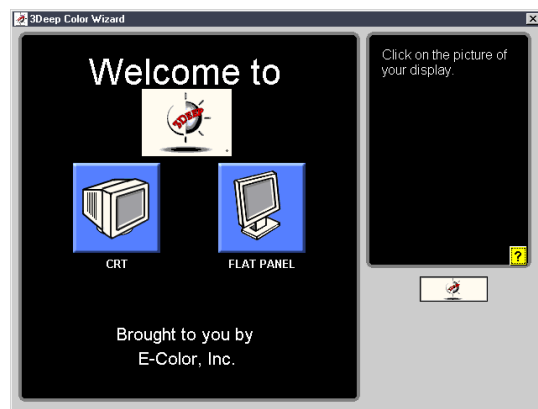 3Deep Color Wizard
Welcome to
3DEEP
CRT
FLAT PANEL
Brought to you by
E-Color, Inc.
Click on the picture of
your display.
?